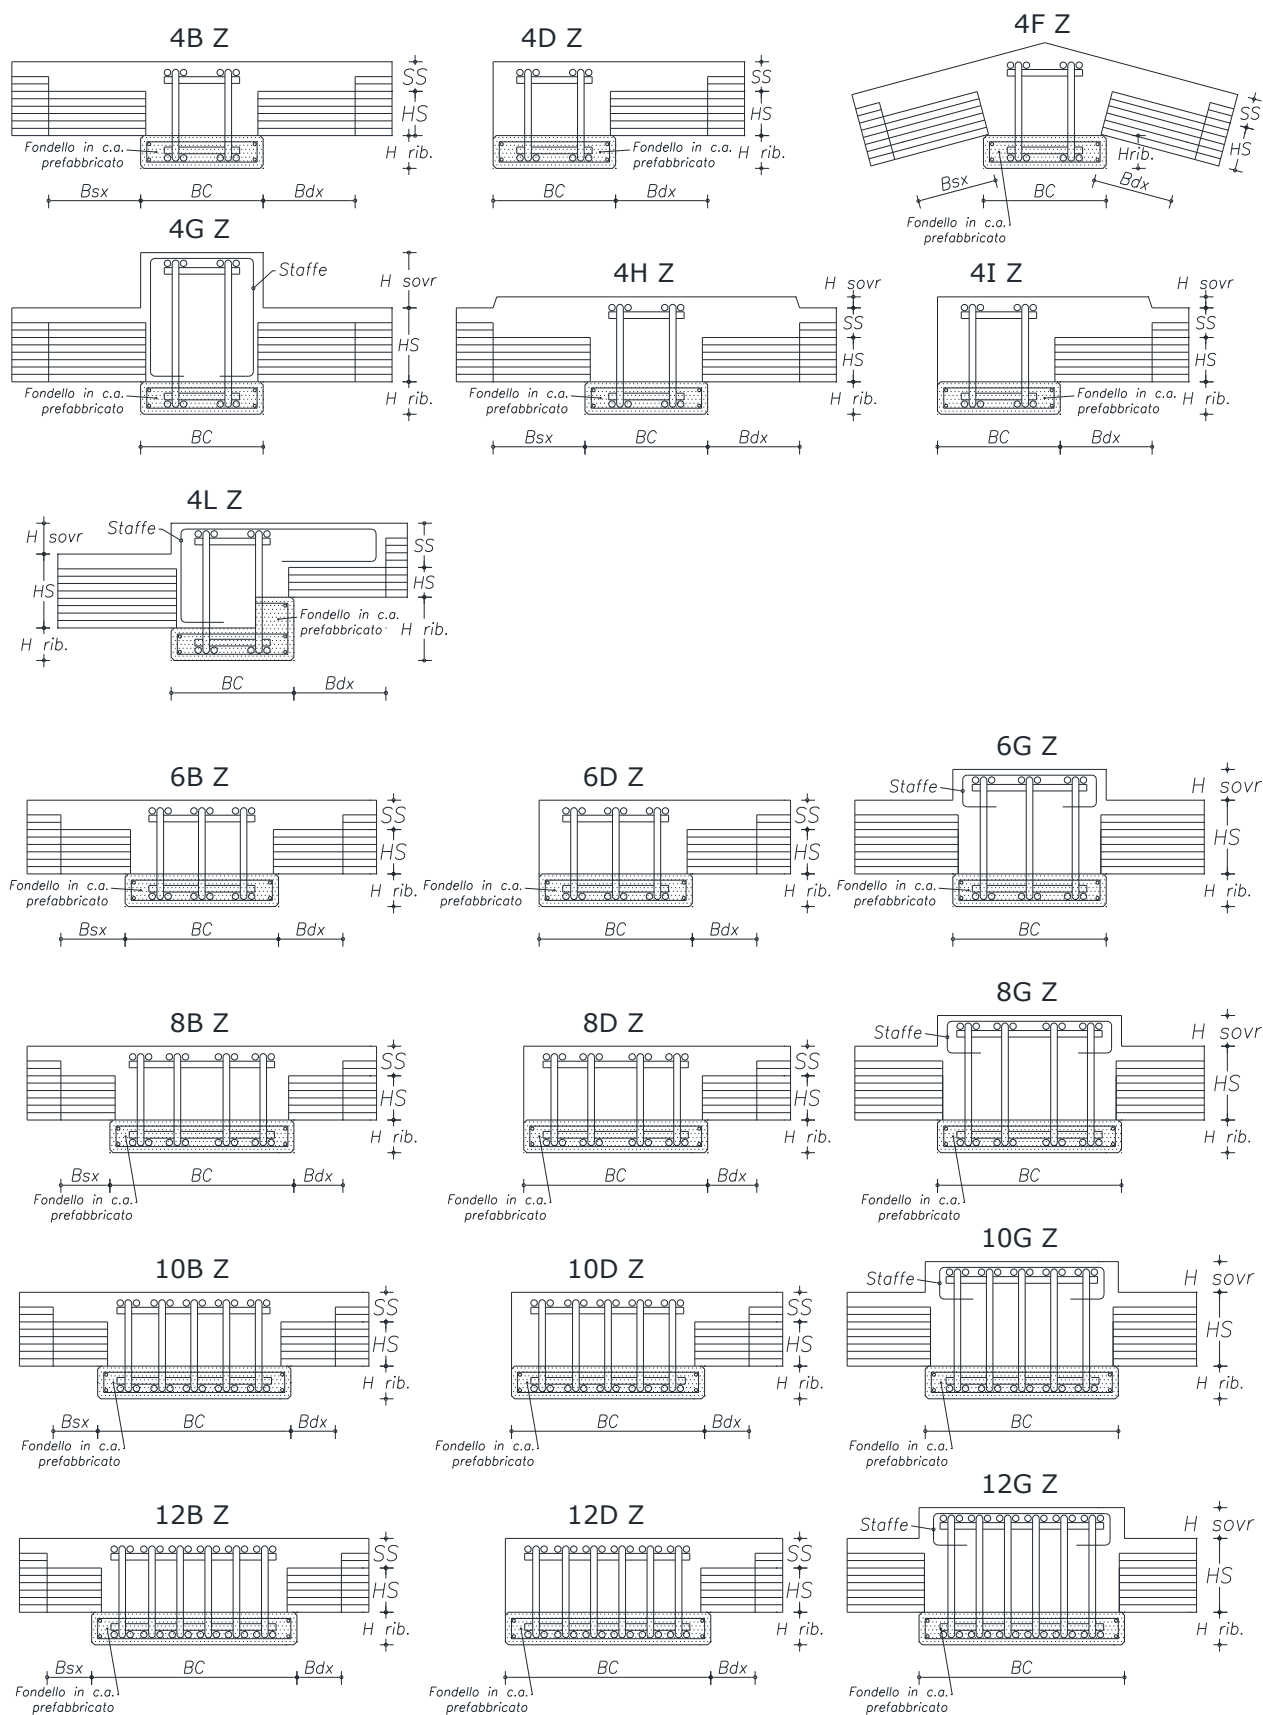 4B Z
SS
HS
H rib.
Fondello in c.a.
prefabbricato
Bsx
BC
Bdx
4D Z
SS
HS
H rib.
Fondello in c.a.
prefabbricato
BC
Bdx
4F Z
SS
HS
Hrib.
Bsx
BC
Bdx
Fondello in c.a.
prefabbricato
4G Z
Staffe
H sovr
HS
Fondello in c.a.
prefabbricato
H rib.
BC
4H Z
H sovr
SS
HS
Fondello in c.a.
prefabbricato
H rib.
Bsx
BC
Bdx
4I Z
H sovr
SS
HS
Fondello in c.a.
prefabbricato
H rib.
BC
Bdx
4L Z
H sovr
Staffe
SS
HS
HS
Fondello in c.a.
prefabbricato
H rib.
H rib.
BC
Bdx
6B Z
SS
HS
Fondello in c.a.
prefabbricato
H rib.
Bsx
BC
Bdx
6D Z
SS
HS
Fondello in c.a.
prefabbricato
H rib.
BC
Bdx
6G Z
Staffe
H sovr
HS
Fondello in c.a.
prefabbricato
H rib.
BC
8B Z
SS
HS
H rib.
Bsx
BC
Bdx
Fondello in c.a.
prefabbricato
8D Z
SS
HS
H rib.
BC
Bdx
Fondello in c.a.
prefabbricato
8G Z
Staffe
H sovr
HS
H rib.
BC
Fondello in c.a.
prefabbricato
10B Z
SS
HS
H rib.
Bsx
BC
Bdx
Fondello in c.a.
prefabbricato
10D Z
SS
HS
H rib.
BC
Bdx
Fondello in c.a.
prefabbricato
10G Z
Staffe
H sovr
HS
H rib.
BC
Fondello in c.a.
prefabbricato
12B Z
SS
HS
H rib.
Bsx
BC
Bdx
Fondello in c.a.
prefabbricato
12D Z
SS
HS
H rib.
BC
Bdx
Fondello in c.a.
prefabbricato
12G Z
Staffe
H sovr
HS
H rib.
BC
Fondello in c.a.
prefabbricato